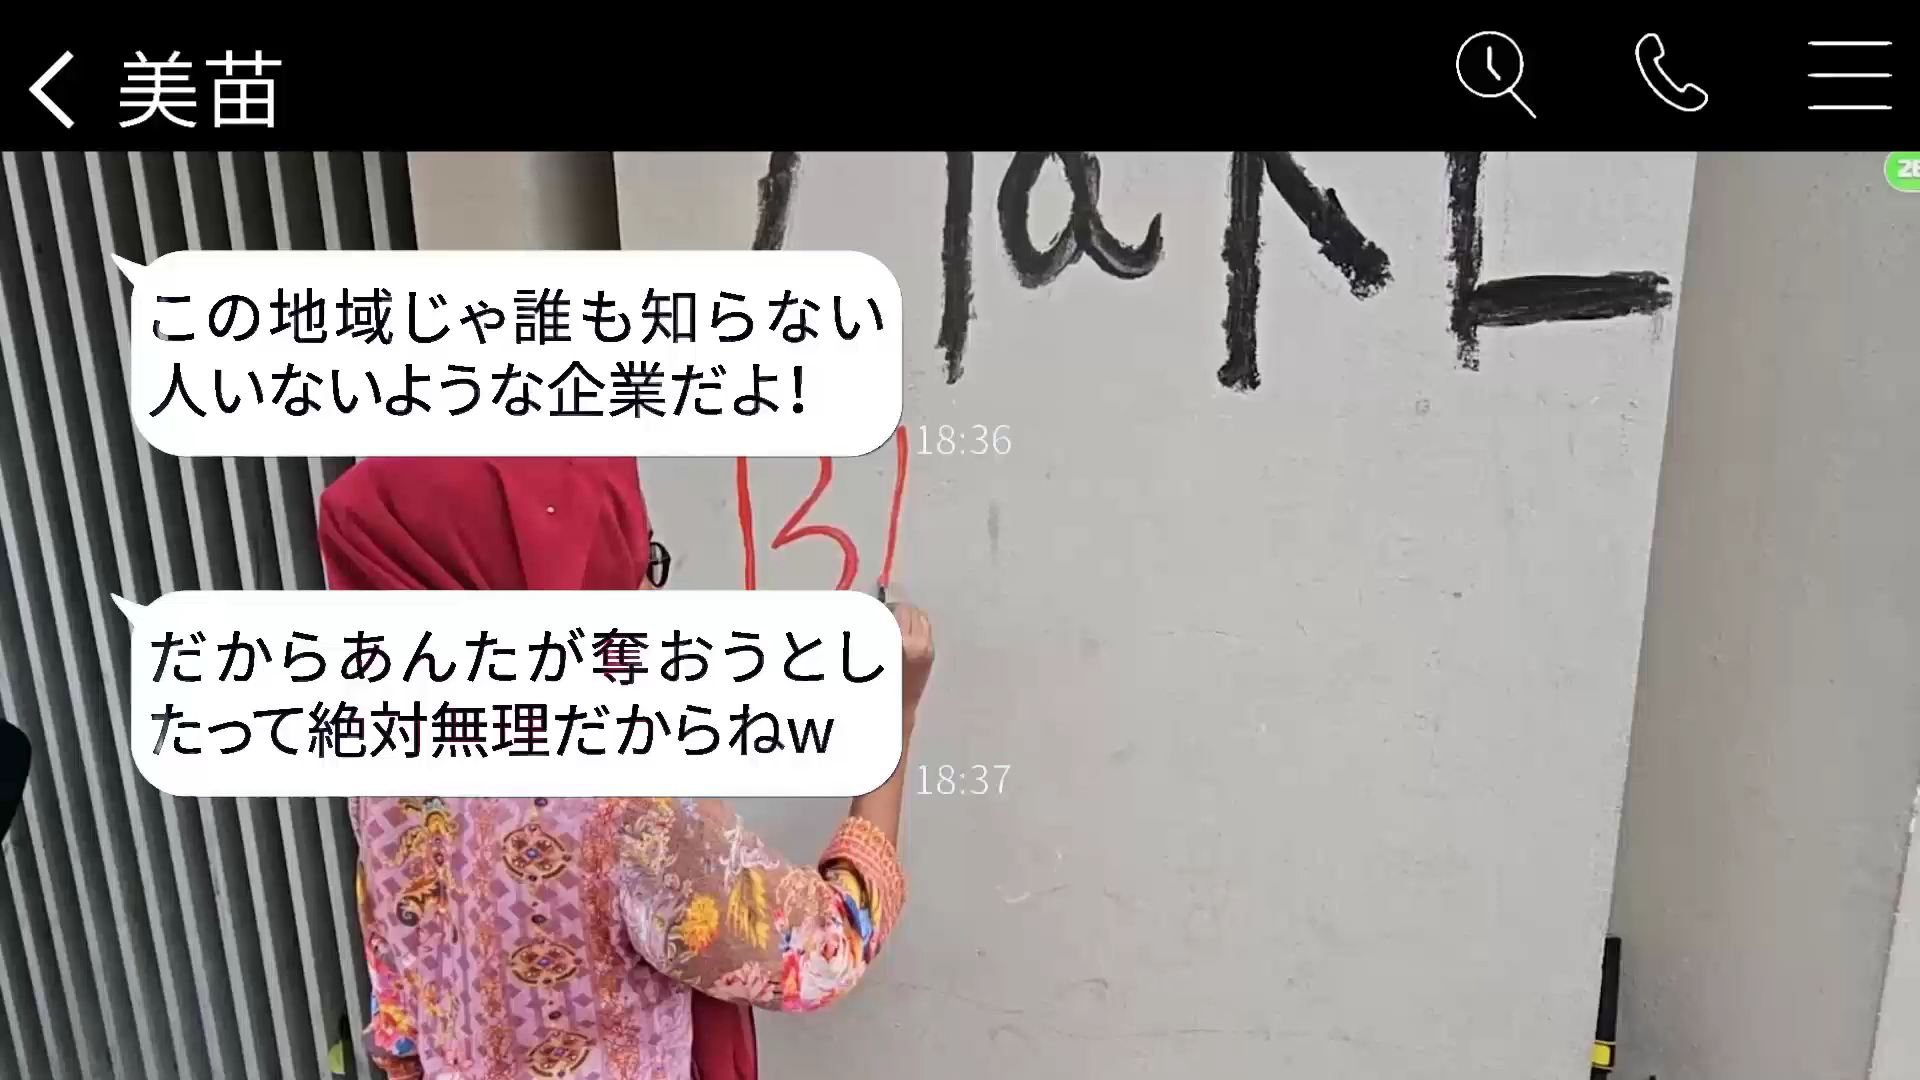 美苗
この地域じゃ誰も知らない
人いないような企業だよ！
18:36
だからあんたが奪おうとし
たって絶対無理だからねw
18:37